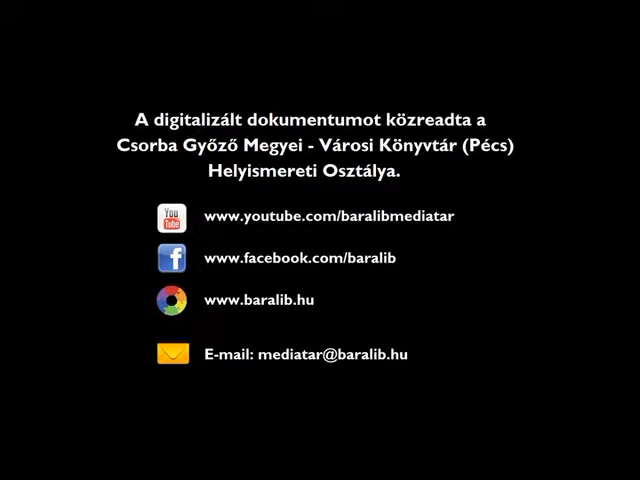 A digitalizált dokumentumot közreadta a
Csorba Győző Megyei - Városi Könyvtár (Pécs)
Helyismereti Osztálya.
You Tube www.youtube.com/baralibmediatar
f www.facebook.com/baralib
www.baralib.hu
E-mail: mediatar@baralib.hu